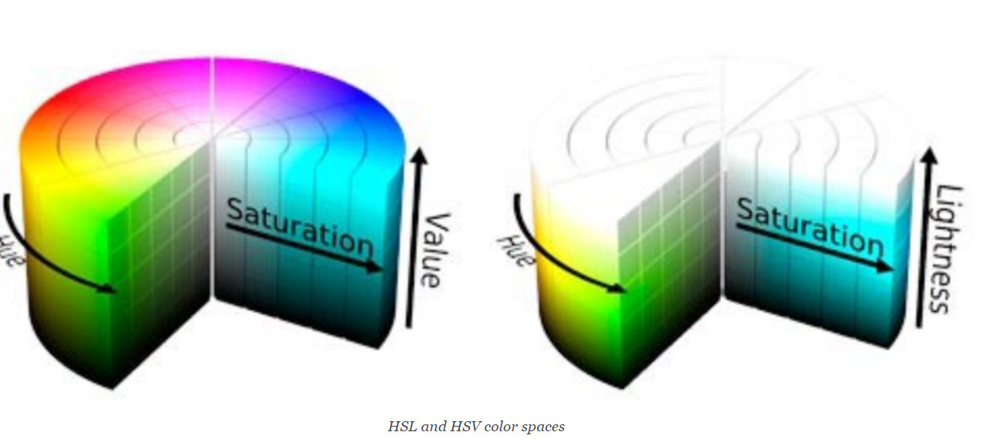 Hue
Saturation
Value
Hue
Saturation
Lightness
HSL and HSV color spaces